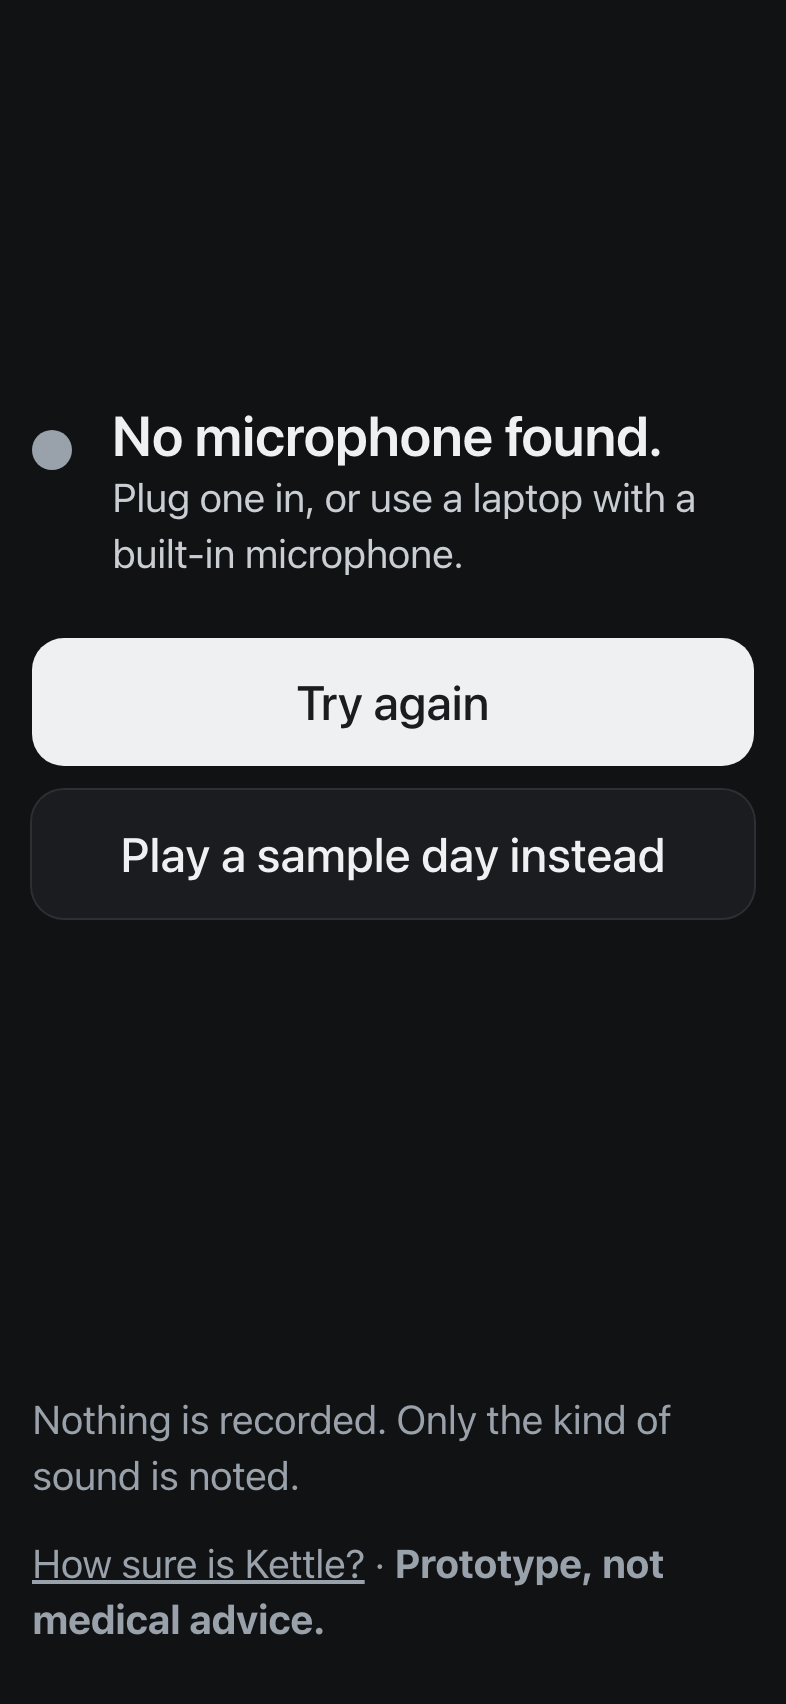 No microphone found.
Plug one in, or use a laptop with a
built-in microphone.
Try again
Play a sample day instead
Nothing is recorded. Only the kind of
sound is noted.
How sure is Kettle? · Prototype, not
medical advice.